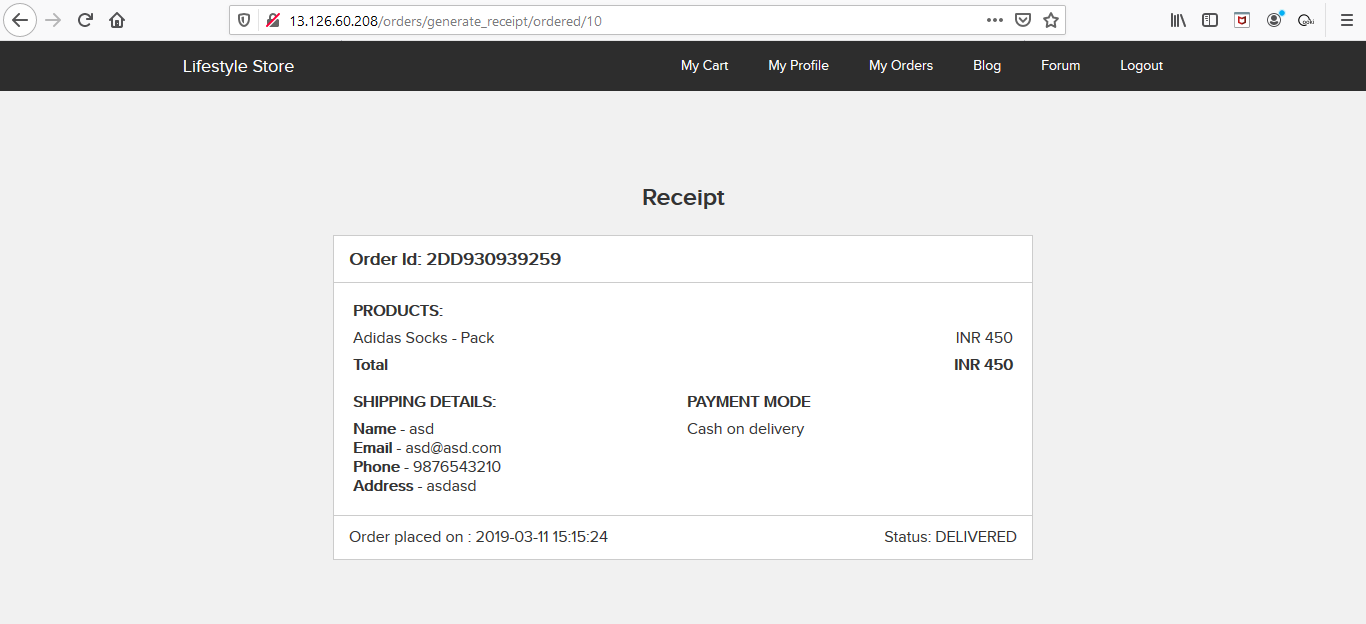 13.126.60.208/orders/generate_receipt/ordered/10
Lifestyle Store My Cart My Profile My Orders Blog Forum Logout
Receipt
Order Id: 2DD930939259
PRODUCTS:
Adidas Socks - Pack INR 450
Total INR 450
SHIPPING DETAILS: PAYMENT MODE
Name - asd Cash on delivery
Email - asd@asd.com
Phone - 9876543210
Address - asdasd
Order placed on : 2019-03-11 15:15:24 Status: DELIVERED